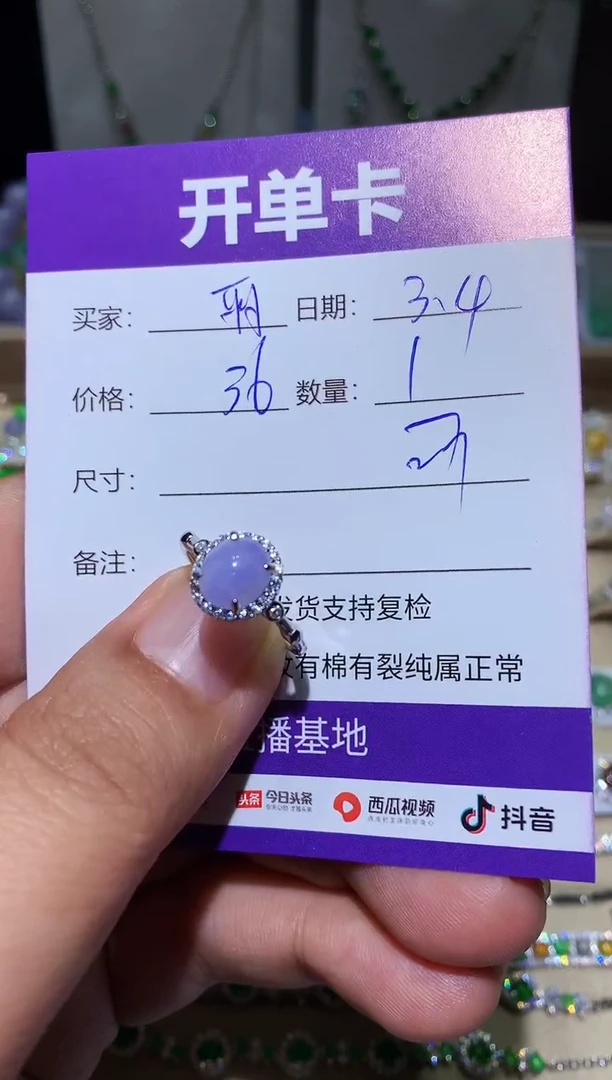 开单卡
买家： 日期：3.4
价格：36 数量：1
尺寸：
备注：
发货支持复检
有棉有裂纯属正常
播基地
头条 今日头条 西瓜视频 抖音